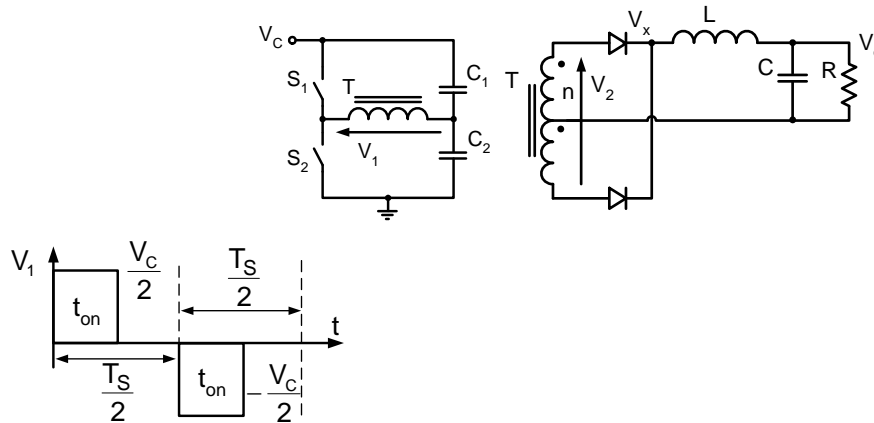 V_C
S_1
T
C_1
V_1
S_2
C_2
T
n
V_2
V_x
L
C
R
V
V_1
V_C
2
t_on
T_S
2
t
T_S
2
t_on
- V_C
2